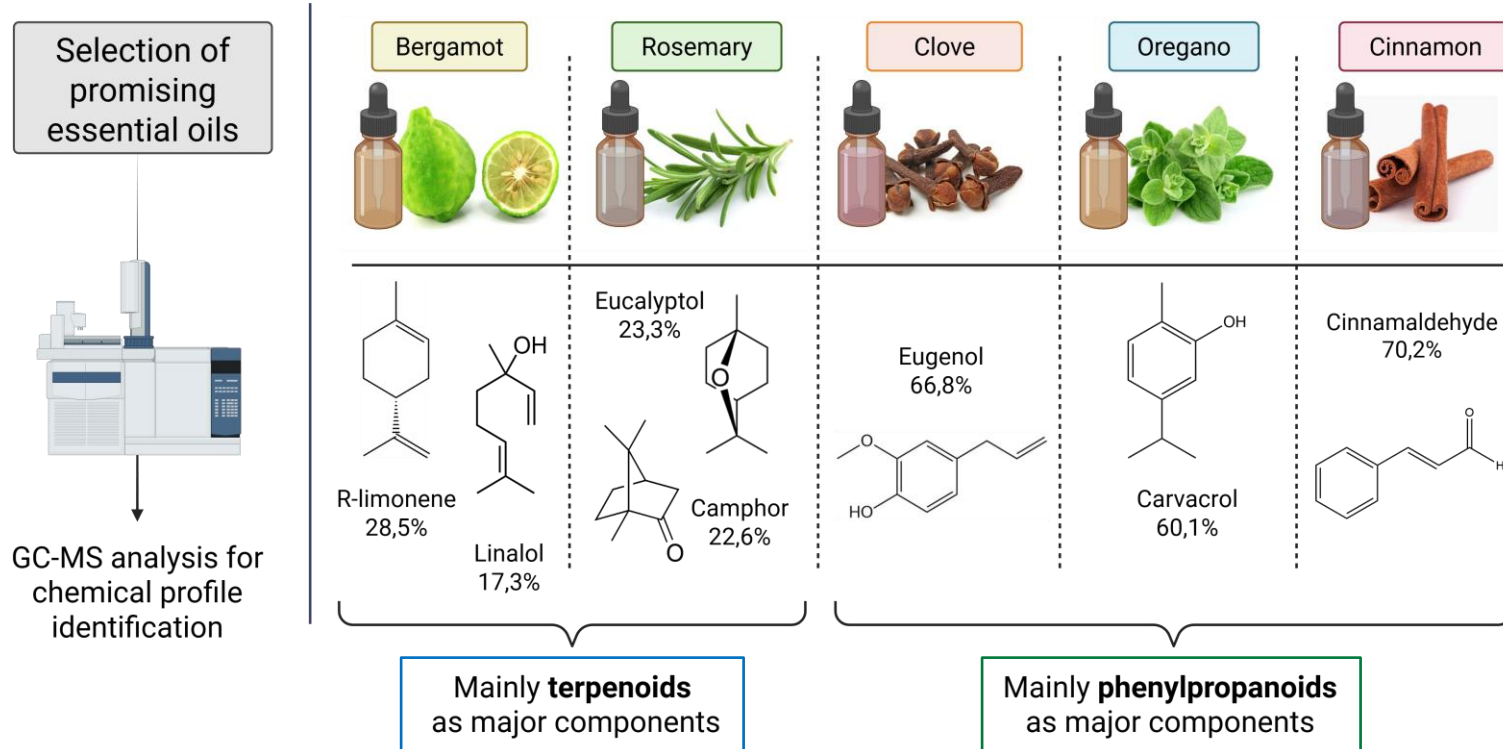 Selection of
promising
essential oils
GC-MS analysis for
chemical profile
identification
Bergamot
Rosemary
Clove
Oregano
Cinnamon
OH
R-limonene
28,5%
Linalol
17,3%
Eucalyptol
23,3%
O
O
Camphor
22,6%
Eugenol
66,8%
O
HO
OH
Carvacrol
60,1%
Cinnamaldehyde
70,2%
O
H
Mainly terpenoids
as major components
Mainly phenylpropanoids
as major components